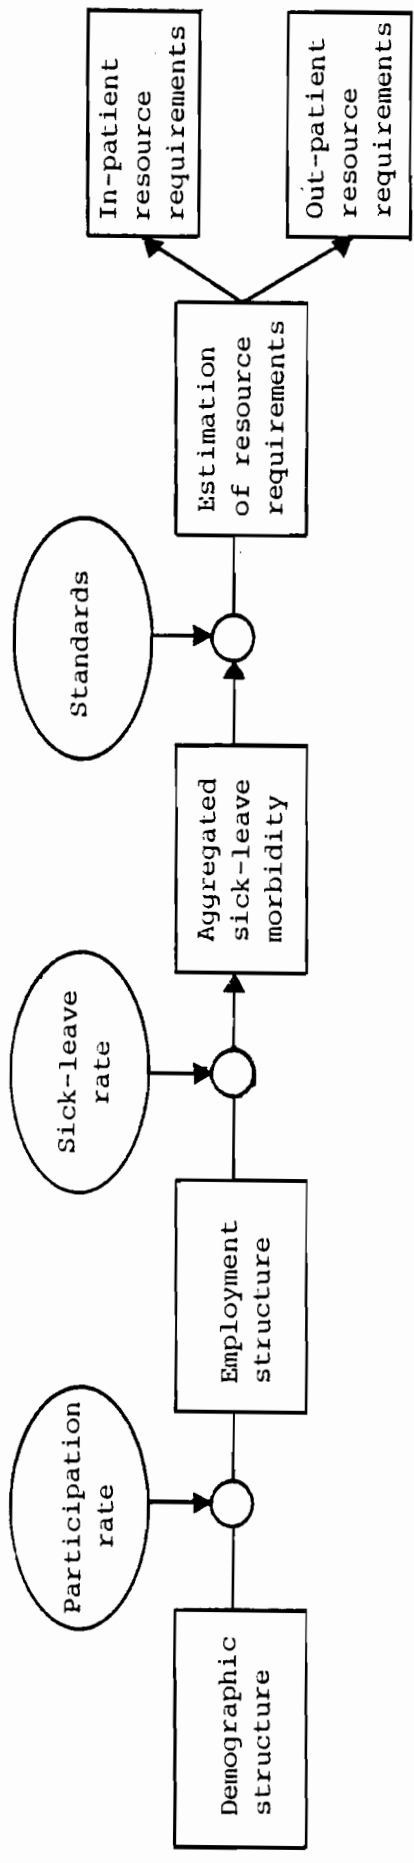 Participation
rate
Sick-leave
rate
Standards
Demographic
structure
Employment
structure
Aggregated
sick-leave
morbidity
Estimation
of resource
requirements
In-patient
resource
requirements
Out-patient
resource
requirements